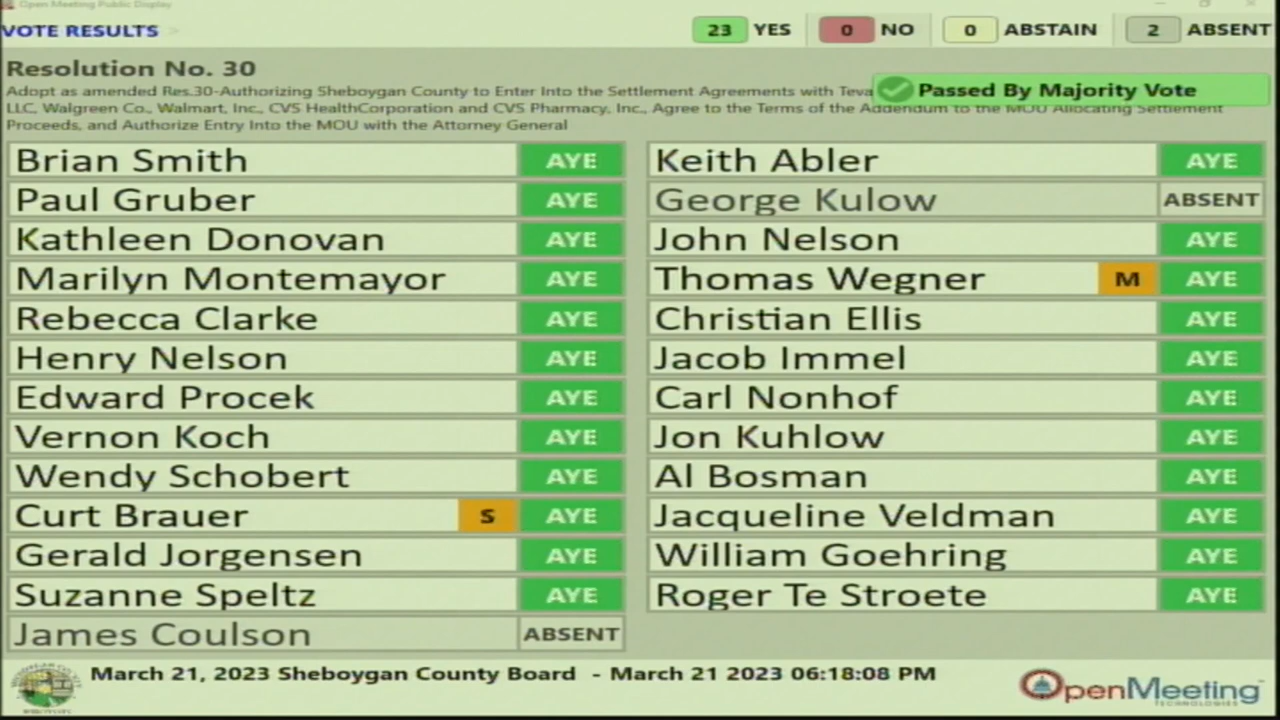 Open Meeting Public Display
VOTE RESULTS >
23 YES 0 NO 0 ABSTAIN 2 ABSENT
Resolution No. 30
Adopt as amended Res.30-Authorizing Sheboygan County to Enter Into the Settlement Agreements with Teva
Passed By Majority Vote
LLC, Walgreen Co., Walmart, Inc., CVS HealthCorporation and CVS Pharmacy, Inc., Agree to the Terms of the Addendum to the MOU Allocating Settlement
Proceeds, and Authorize Entry Into the MOU with the Attorney General
Brian Smith AYE
Paul Gruber AYE
Kathleen Donovan AYE
Marilyn Montemayor AYE
Rebecca Clarke AYE
Henry Nelson AYE
Edward Procek AYE
Vernon Koch AYE
Wendy Schobert AYE
Curt Brauer S AYE
Gerald Jorgensen AYE
Suzanne Speltz AYE
James Coulson ABSENT
Keith Abler AYE
George Kulow ABSENT
John Nelson AYE
Thomas Wegner M AYE
Christian Ellis AYE
Jacob Immel AYE
Carl Nonhof AYE
Jon Kuhlow AYE
Al Bosman AYE
Jacqueline Veldman AYE
William Goehring AYE
Roger Te Stroete AYE
March 21, 2023 Sheboygan County Board - March 21 2023 06:18:08 PM
OpenMeeting
TECHNOLOGIES